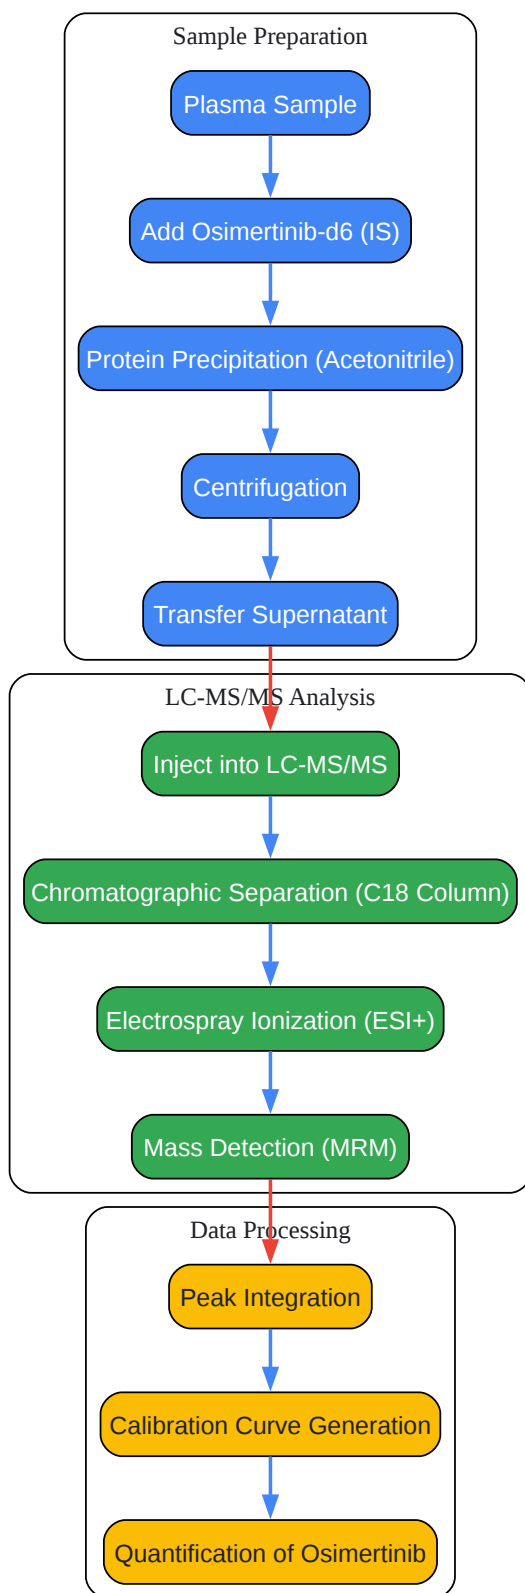 Sample Preparation
Plasma Sample
Add Osimertinib-d6 (IS)
Protein Precipitation (Acetonitrile)
Centrifugation
Transfer Supernatant
LC-MS/MS Analysis
Inject into LC-MS/MS
Chromatographic Separation (C18 Column)
Electrospray Ionization (ESI+)
Mass Detection (MRM)
Data Processing
Peak Integration
Calibration Curve Generation
Quantification of Osimertinib